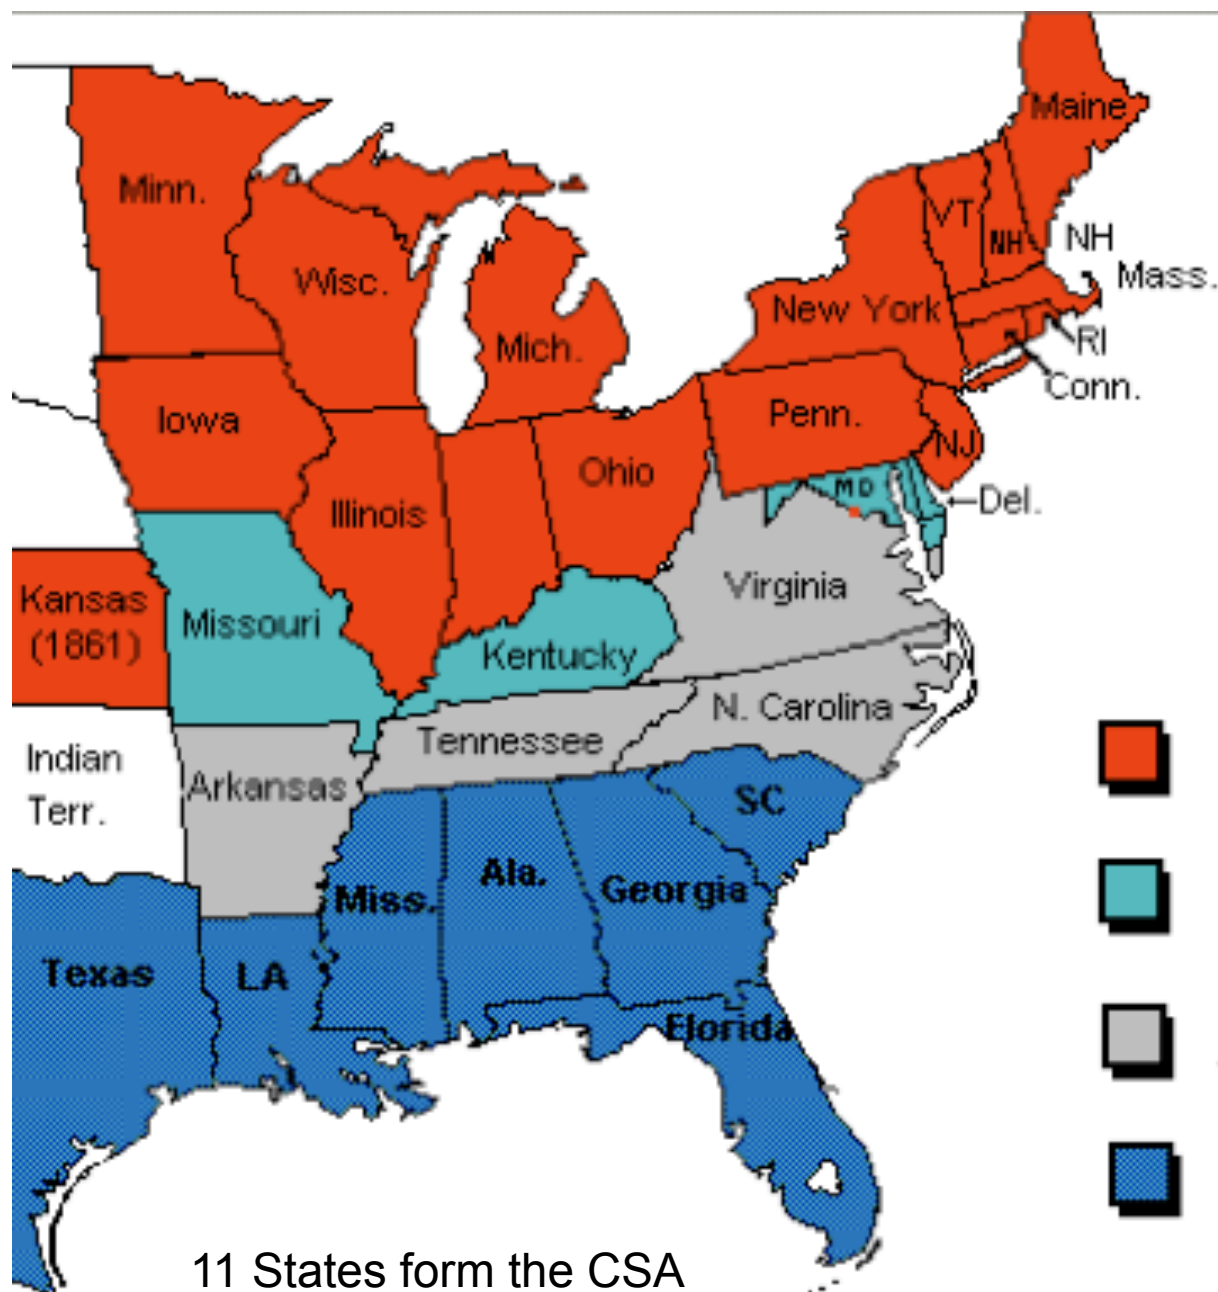 Maine
Minn.
VT
NH
NH
Mass.
Wisc.
New York
Mich.
RI
Conn.
Iowa
Penn.
NJ
Ohio
MD
Del.
Illinois
Virginia
Kansas
(1861)
Missouri
Kentucky
N. Carolina
Tennessee
Indian
Terr.
Arkansas
SC
Ala.
Georgia
Miss.
Texas
LA
Florida
11 States form the CSA